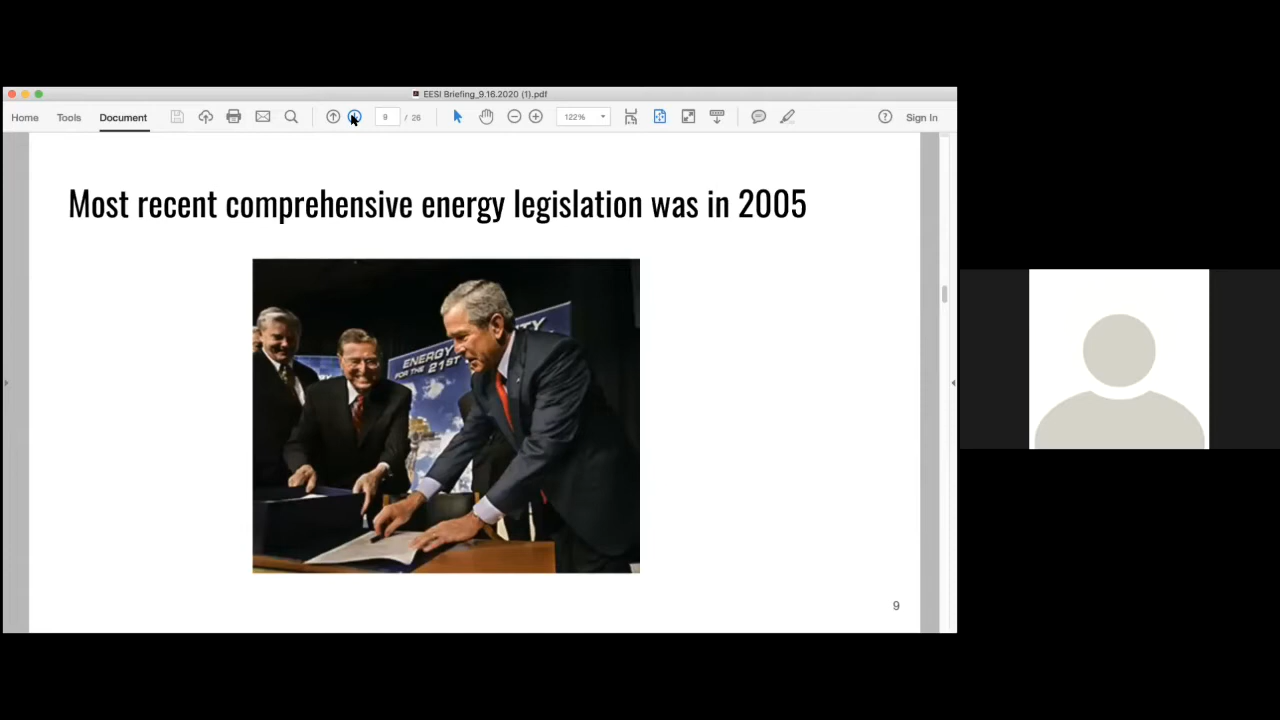 EESI Briefing_9.16.2020 (1).pdf
Home Tools Document 9 / 26 122% Sign In
Most recent comprehensive energy legislation was in 2005
ENERGY
FOR THE 21ST
9